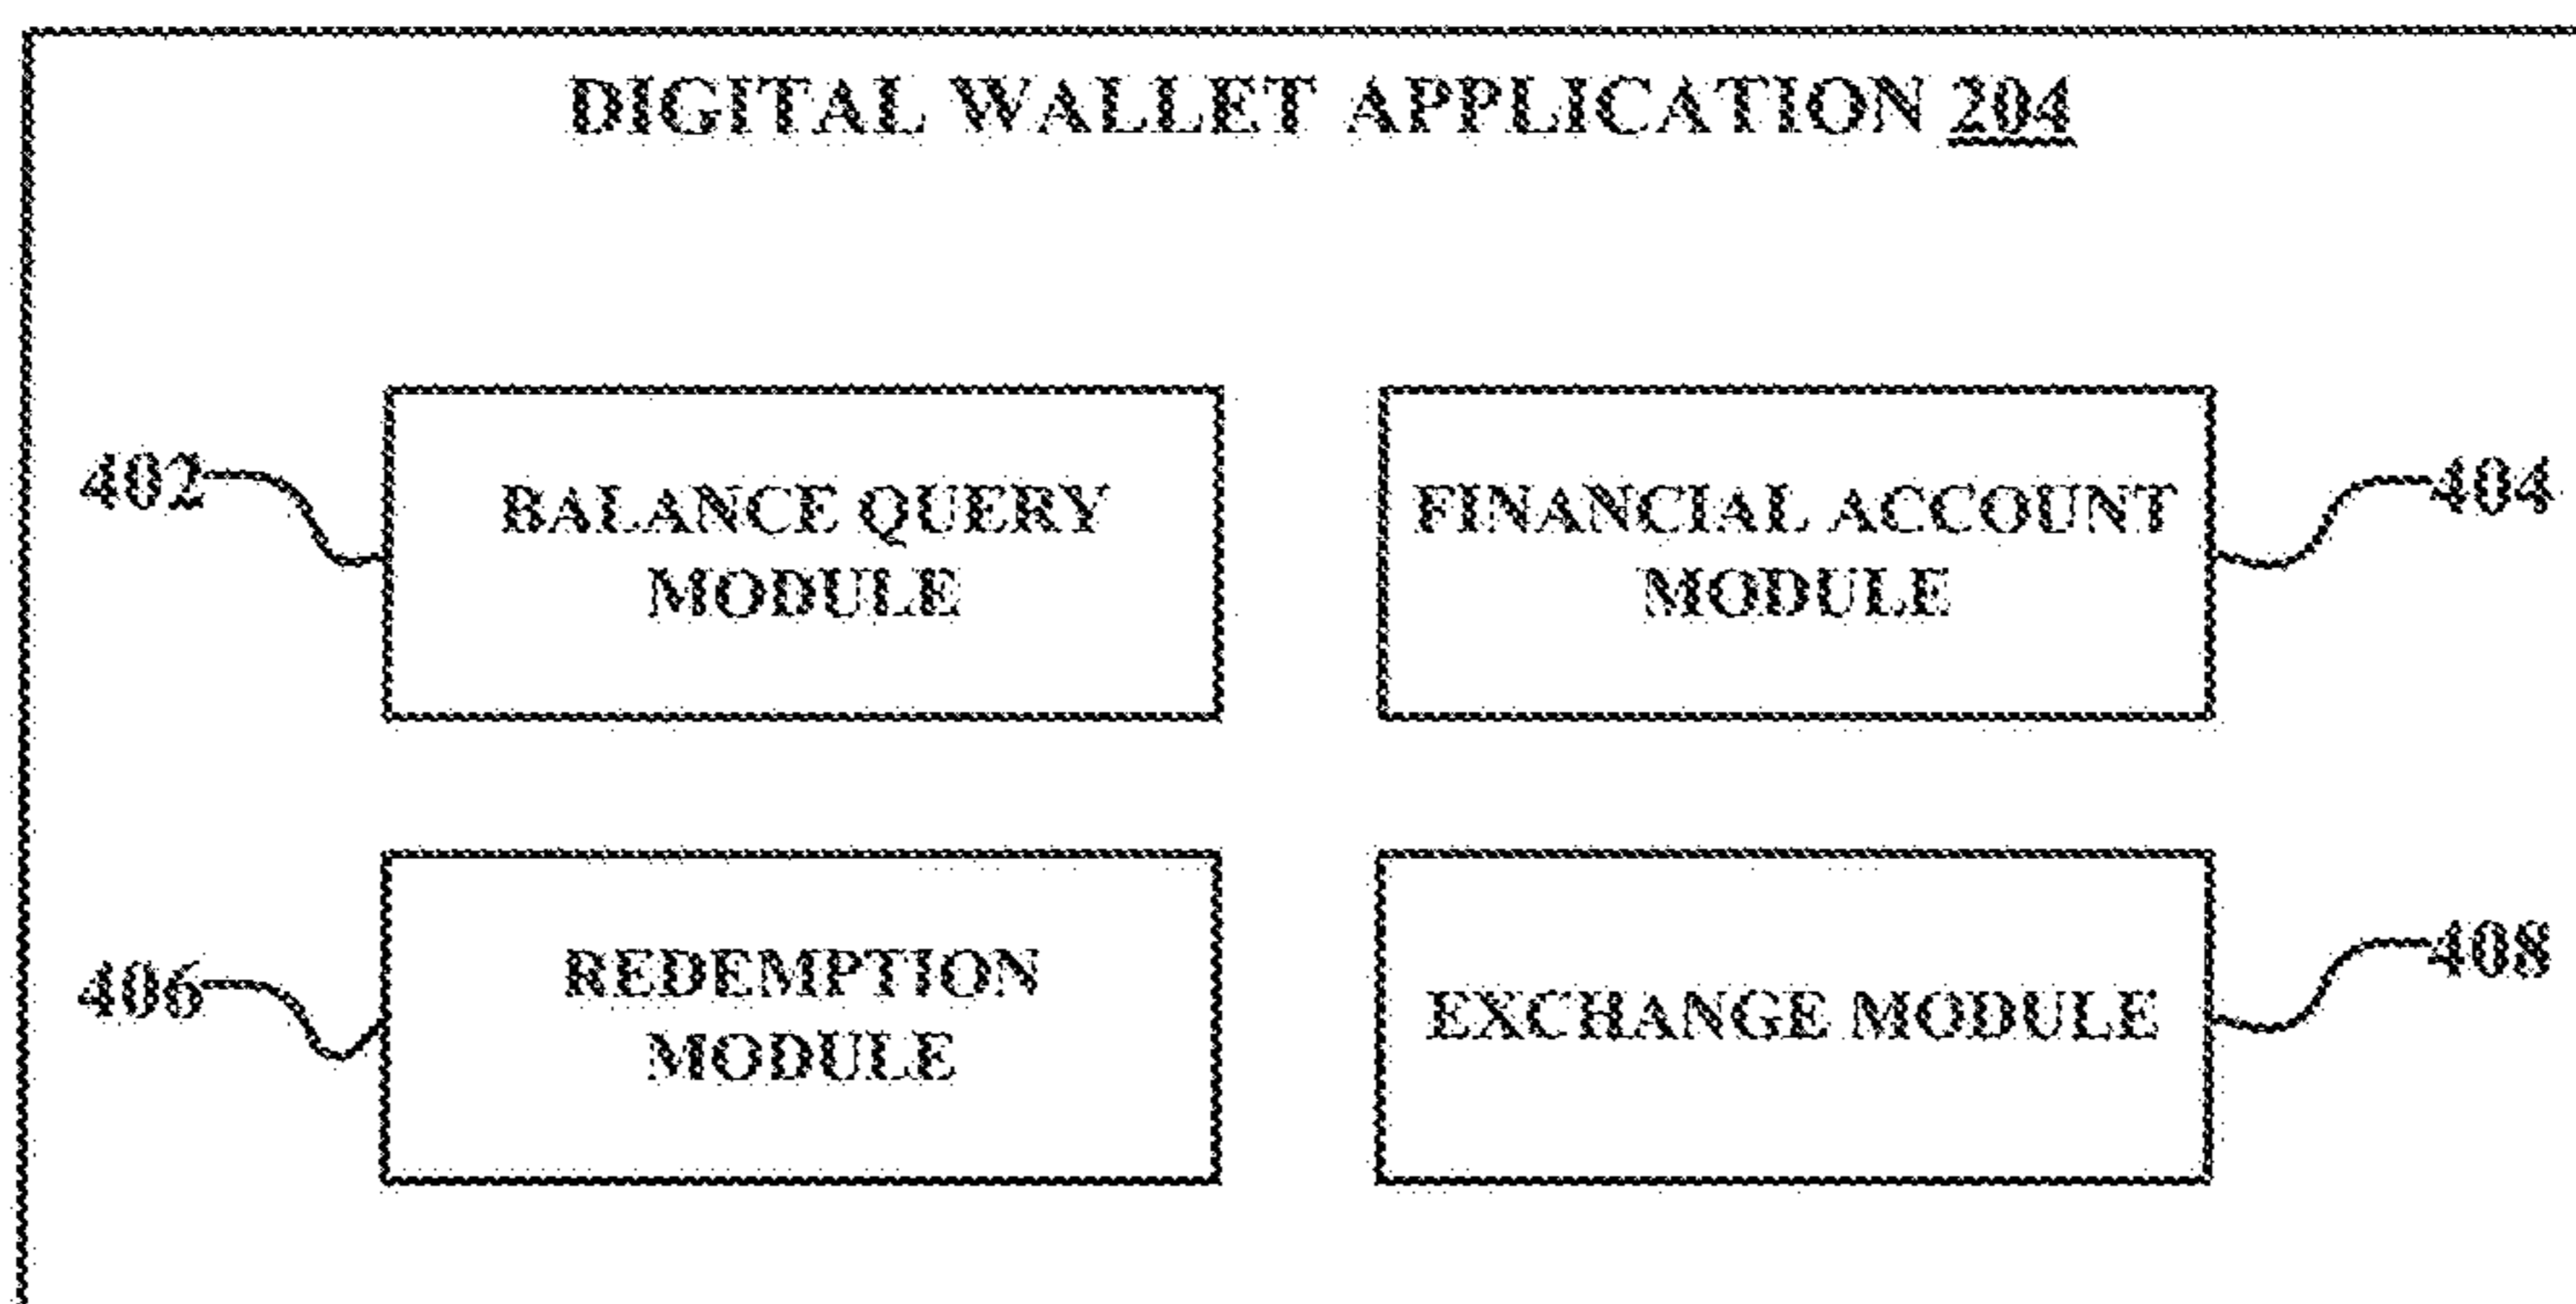 DIGITAL WALLET APPLICATION 204
402
BALANCE QUERY
MODULE
FINANCIAL ACCOUNT
MODULE
404
406
REDEMPTION
MODULE
EXCHANGE MODULE
408